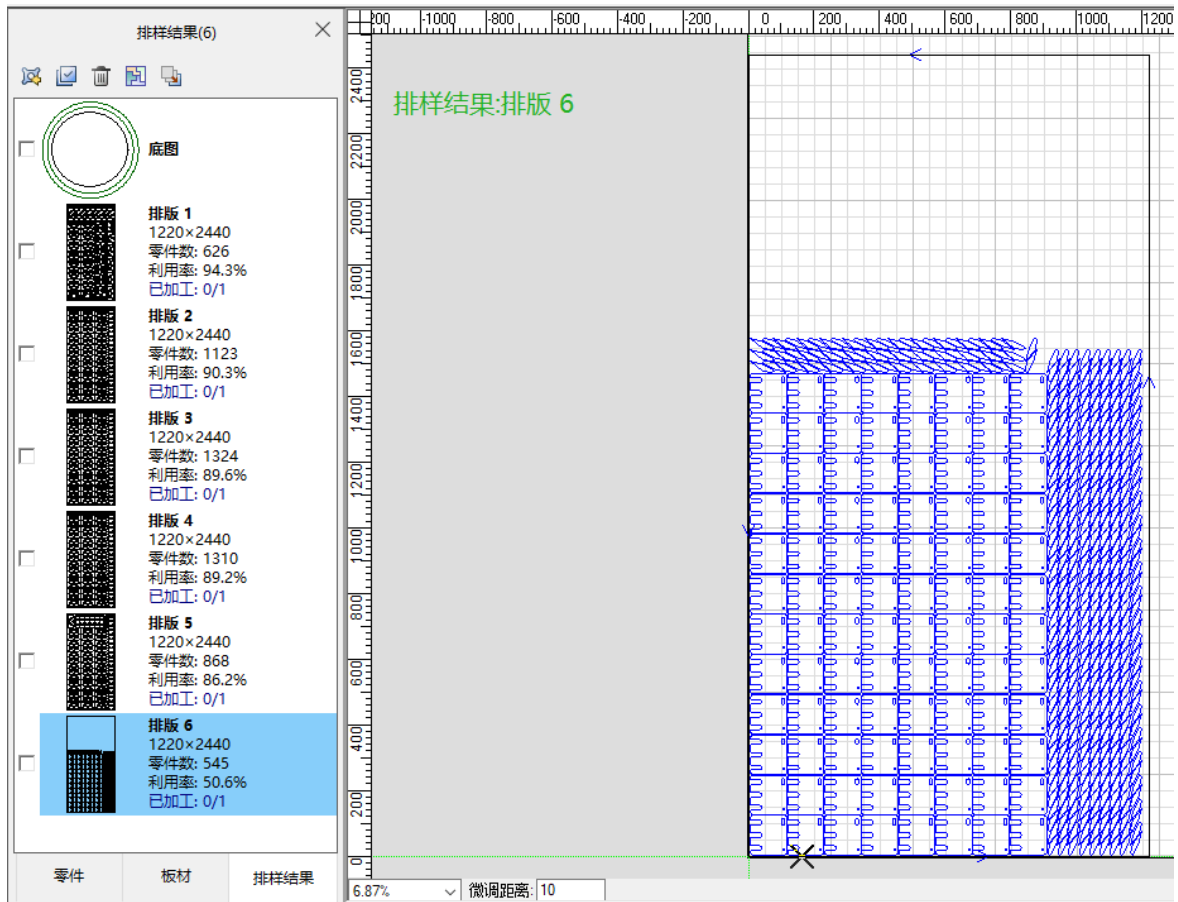 排样结果(6)
底图
排版 1
1220×2440
零件数: 626
利用率: 94.3%
已加工: 0/1
排版 2
1220×2440
零件数: 1123
利用率: 90.3%
已加工: 0/1
排版 3
1220×2440
零件数: 1324
利用率: 89.6%
已加工: 0/1
排版 4
1220×2440
零件数: 1310
利用率: 89.2%
已加工: 0/1
排版 5
1220×2440
零件数: 868
利用率: 86.2%
已加工: 0/1
排版 6
1220×2440
零件数: 545
利用率: 50.6%
已加工: 0/1
零件 板材 排样结果
-1000 -800 -600 -400 -200 0 200 400 600 800 1000 1200
2400
2200
2000
1800
1600
1400
1200
1000
800
600
400
200
0
排样结果:排版 6
6.87% 微调距离: 10